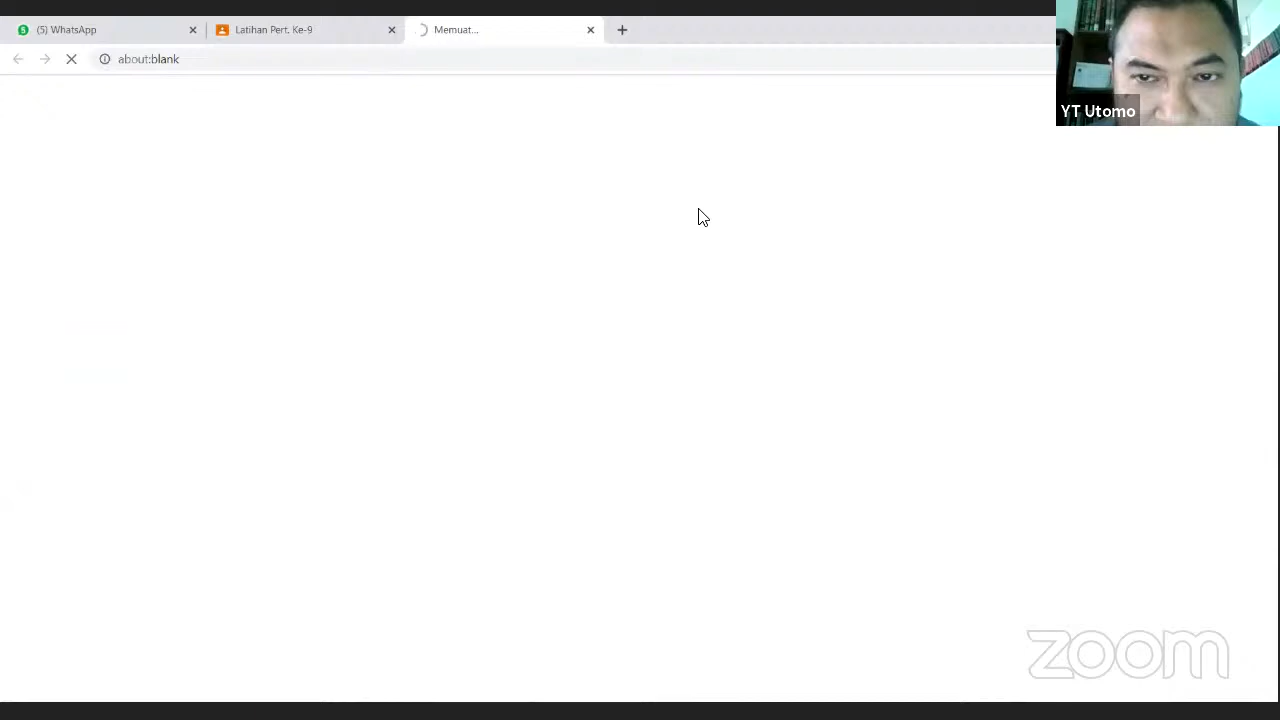 (5) WhatsApp
Latihan Pert. Ke-9
Memuat...
about:blank
YT Utomo
zoom